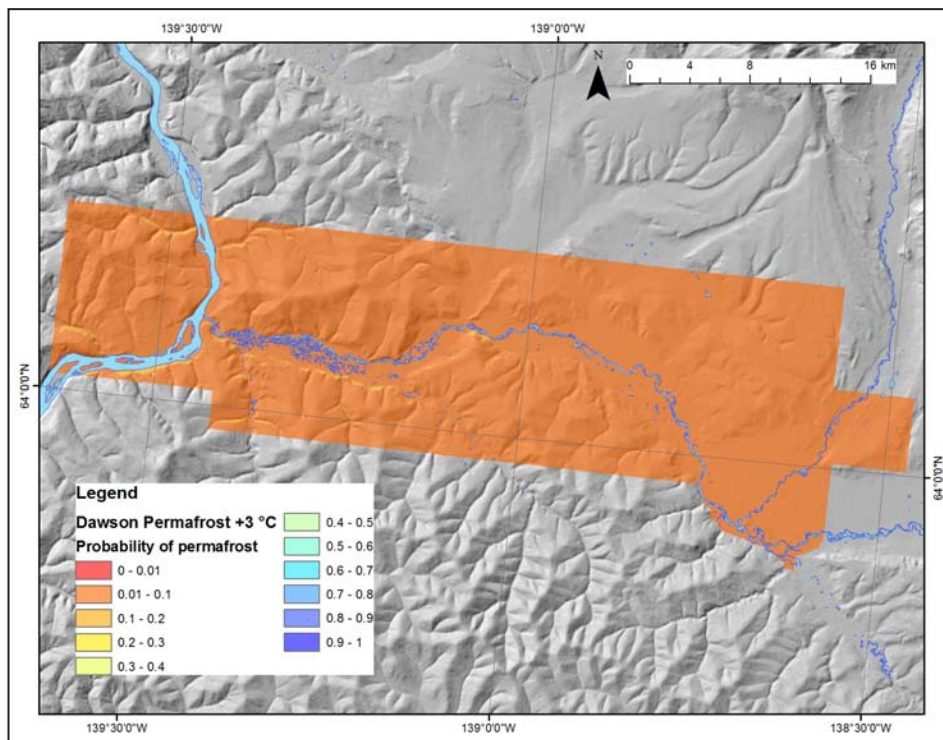 139°30'0"W
139°0'0"W
N
0 4 8 16 km
64°0'0"N
64°0'0"N
Legend
Dawson Permafrost +3 °C
Probability of permafrost
0 - 0.01
0.01 - 0.1
0.1 - 0.2
0.2 - 0.3
0.3 - 0.4
0.4 - 0.5
0.5 - 0.6
0.6 - 0.7
0.7 - 0.8
0.8 - 0.9
0.9 - 1
139°30'0"W
139°0'0"W
138°30'0"W